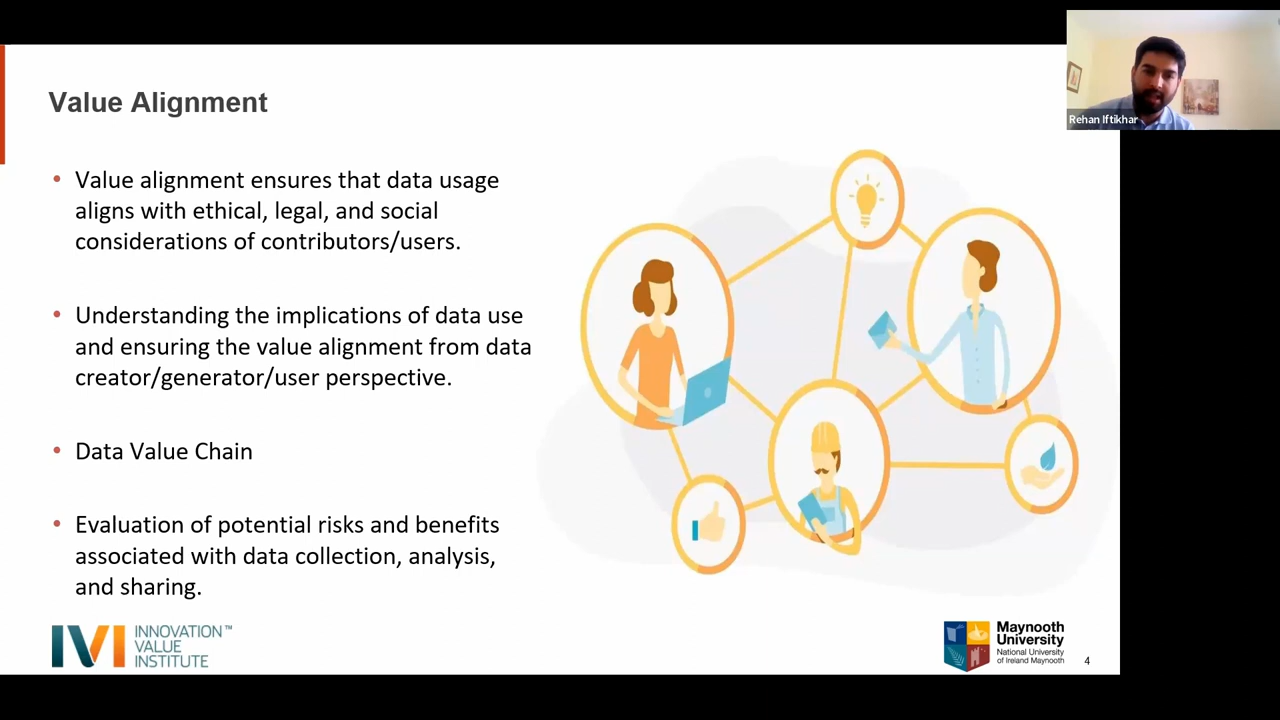 Value Alignment
Rehan Iftikhar
• Value alignment ensures that data usage
aligns with ethical, legal, and social
considerations of contributors/users.
• Understanding the implications of data use
and ensuring the value alignment from data
creator/generator/user perspective.
• Data Value Chain
• Evaluation of potential risks and benefits
associated with data collection, analysis,
and sharing.
IVI
INNOVATION™
VALUE
INSTITUTE
Maynooth
University
National University
of Ireland Maynooth
4